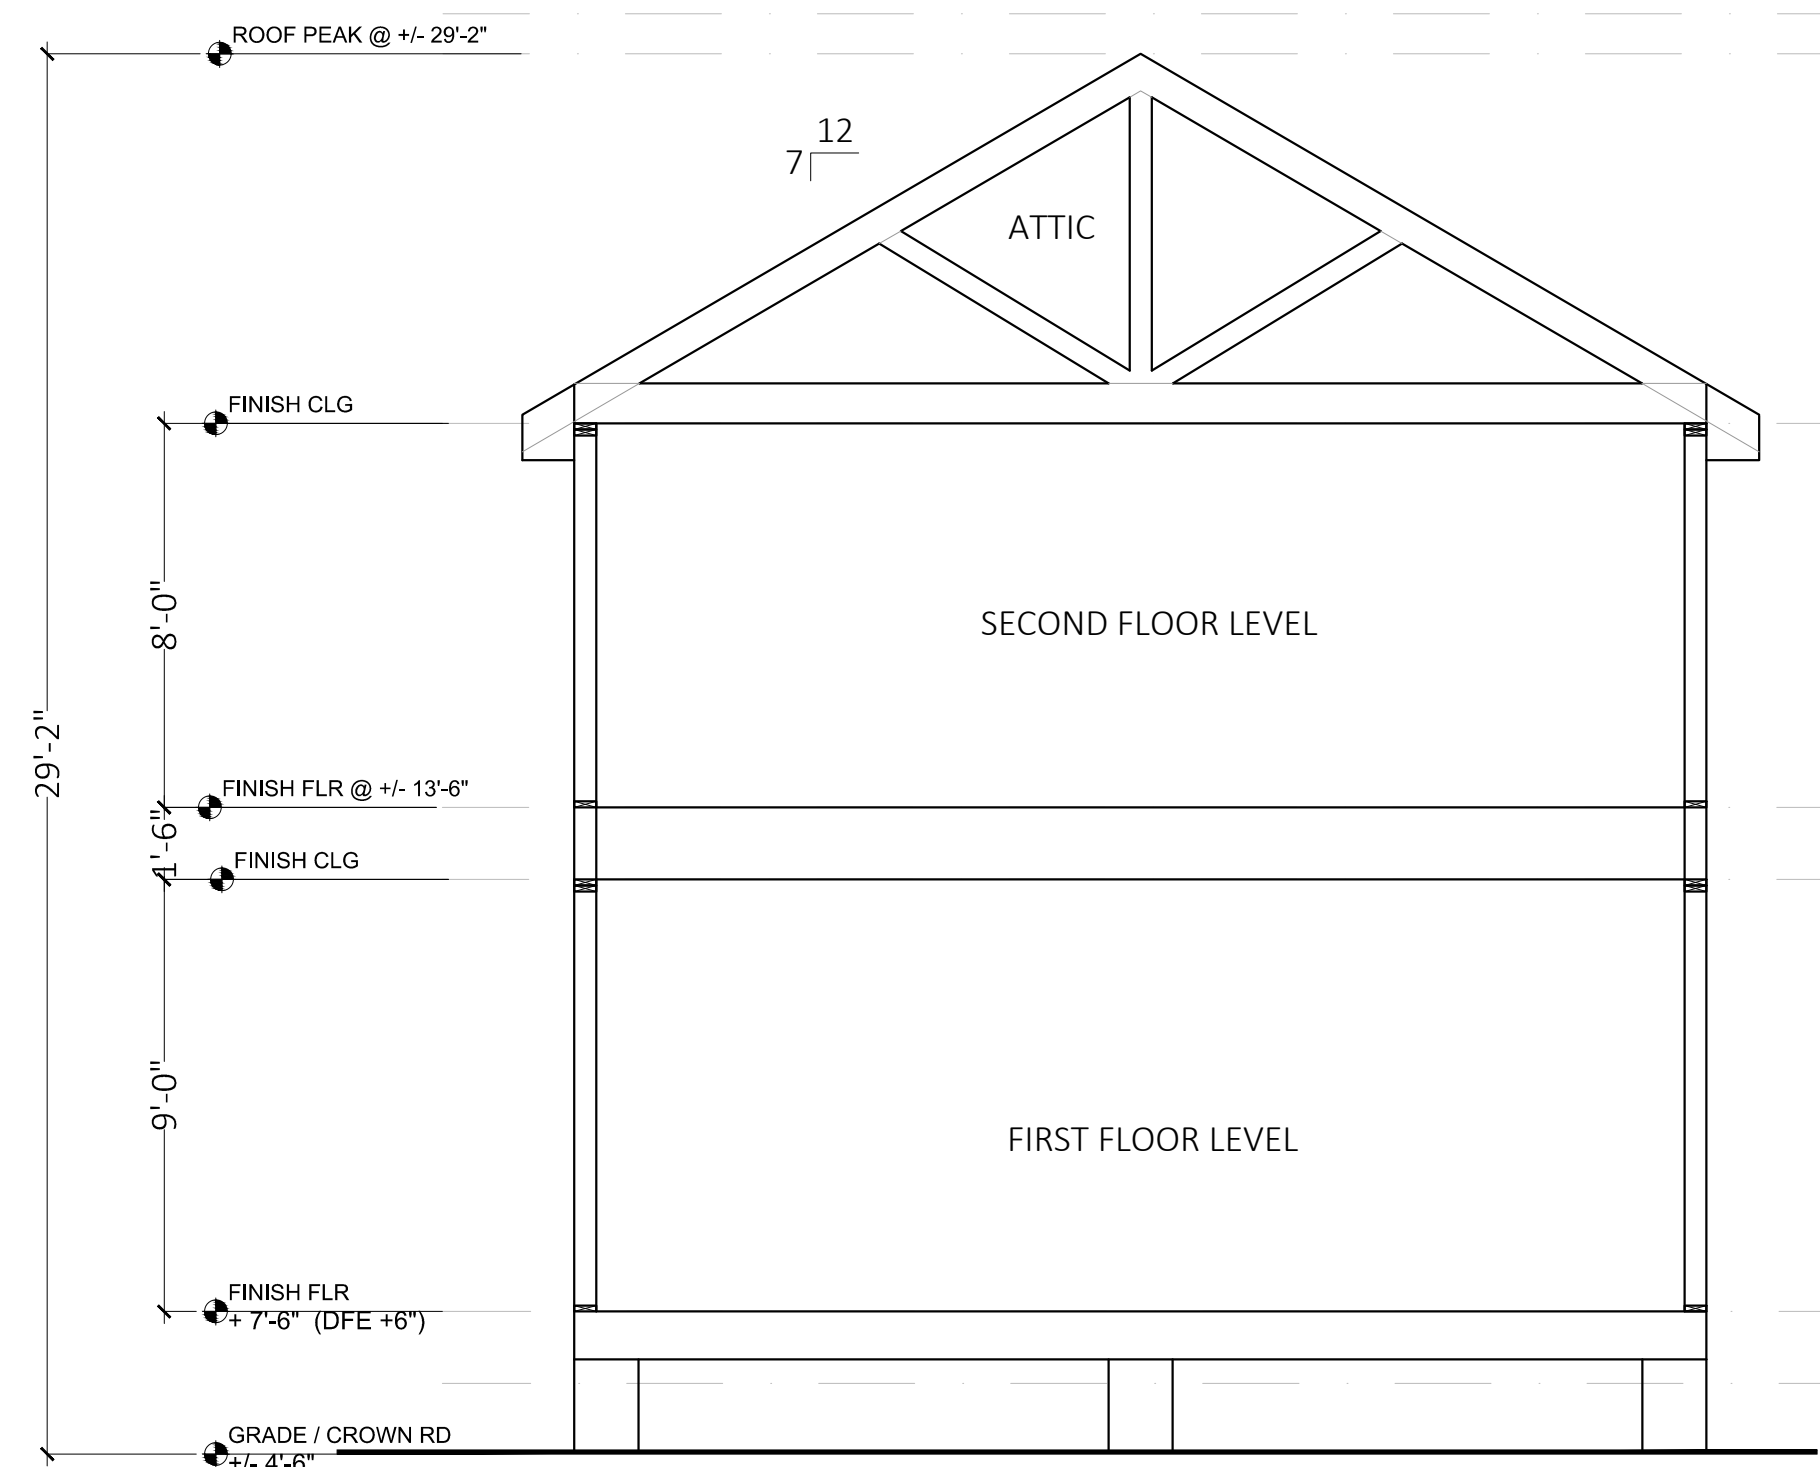 ROOF PEAK @ +/- 29'-2"
12
7
ATTIC
FINISH CLG
8'-0"
SECOND FLOOR LEVEL
29'-2"
FINISH FLR @ +/- 13'-6"
1'-6"
FINISH CLG
9'-0"
FIRST FLOOR LEVEL
FINISH FLR
+ 7'-6" (DFE +6")
GRADE / CROWN RD
+/- 4'-6"